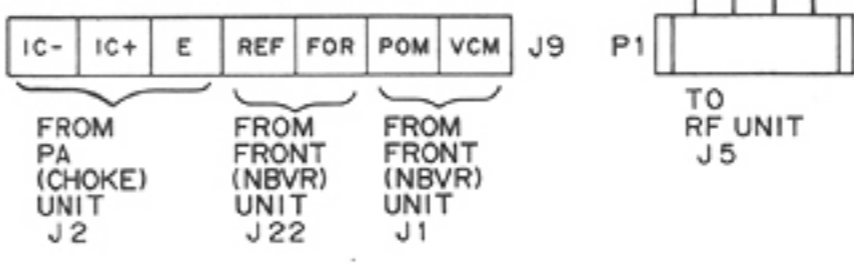 IC- IC+ E REF FOR POM VCM J9 P1
FROM
PA
(CHOKE)
UNIT
J2
FROM
FRONT
(NBVR)
UNIT
J22
FROM
FRONT
(NBVR)
UNIT
J1
TO
RF UNIT
J5